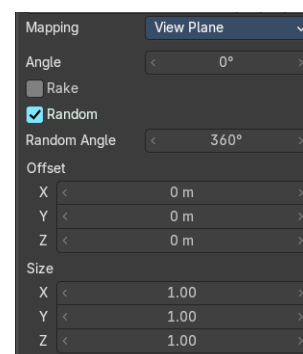 Mapping View Plane
Angle 0°
Rake
Random
Random Angle 360°
Offset
X 0 m
Y 0 m
Z 0 m
Size
X 1.00
Y 1.00
Z 1.00